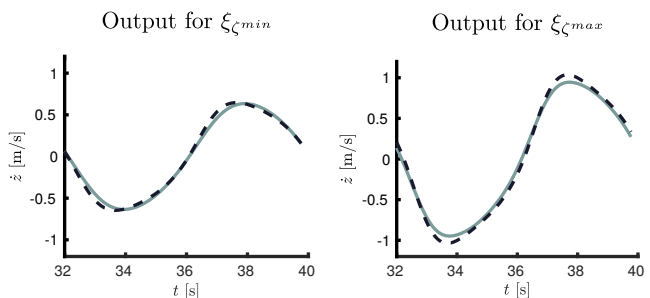 Output for ξ_{ζ^{min}}
1
0.5
0
-0.5
-1
ż [m/s]
32 34 36 38 40
t [s]
Output for ξ_{ζ^{max}}
1
0.5
0
-0.5
-1
ż [m/s]
32 34 36 38 40
t [s]